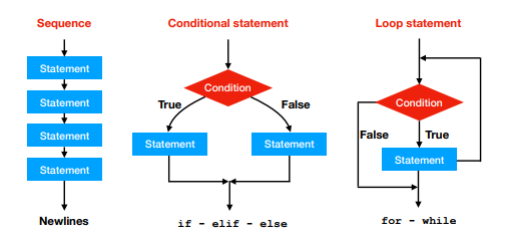 Sequence
Statement
Statement
Statement
Statement
Newlines
Conditional statement
Condition
True
False
Statement
Statement
if - elif - else
Loop statement
Condition
False
True
Statement
for - while